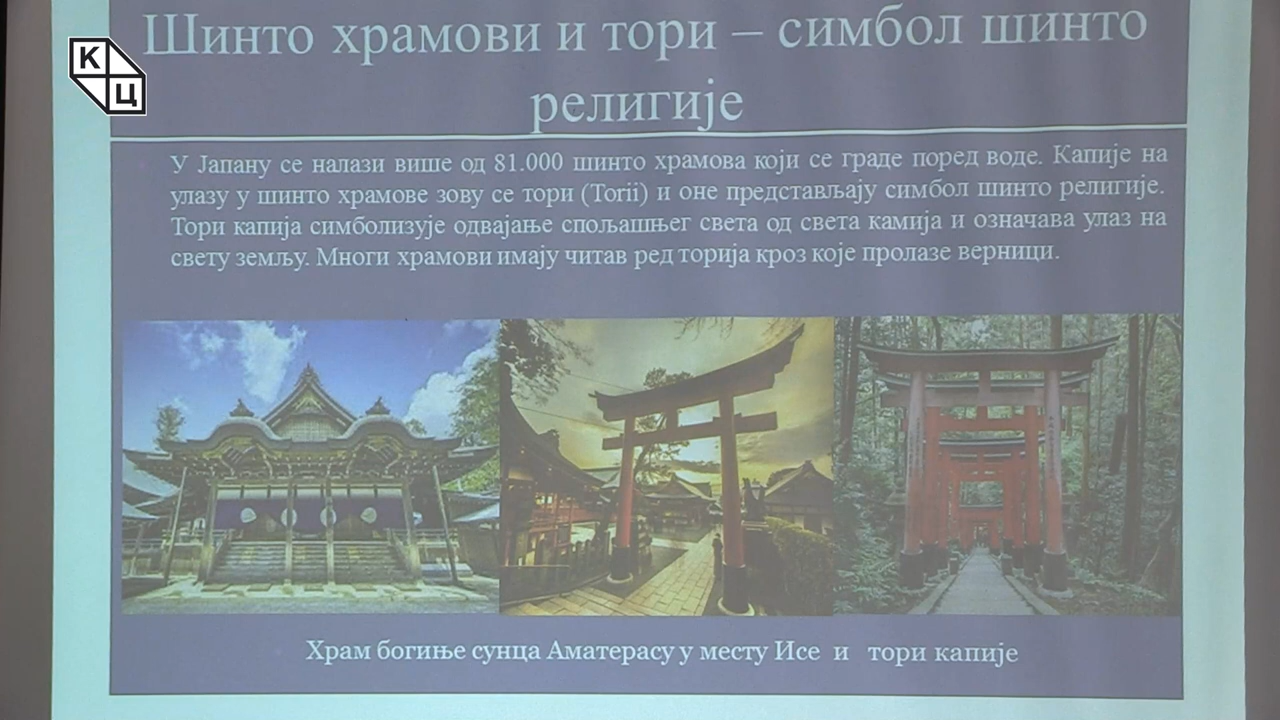 К
Ц
Шинто храмови и тори – симбол шинто
религије
У Јапану се налази више од 81.000 шинто храмова који се граде поред воде. Капије на
улазу у шинто храмове зову се тори (Torii) и оне представљају симбол шинто религије.
Тори капија симболизује одвајање спољашњег света од света камија и означава улаз на
свету земљу. Многи храмови имају читав ред торија кроз које пролазе верници.
Храм богиње сунца Аматерасу у месту Исе и тори капије